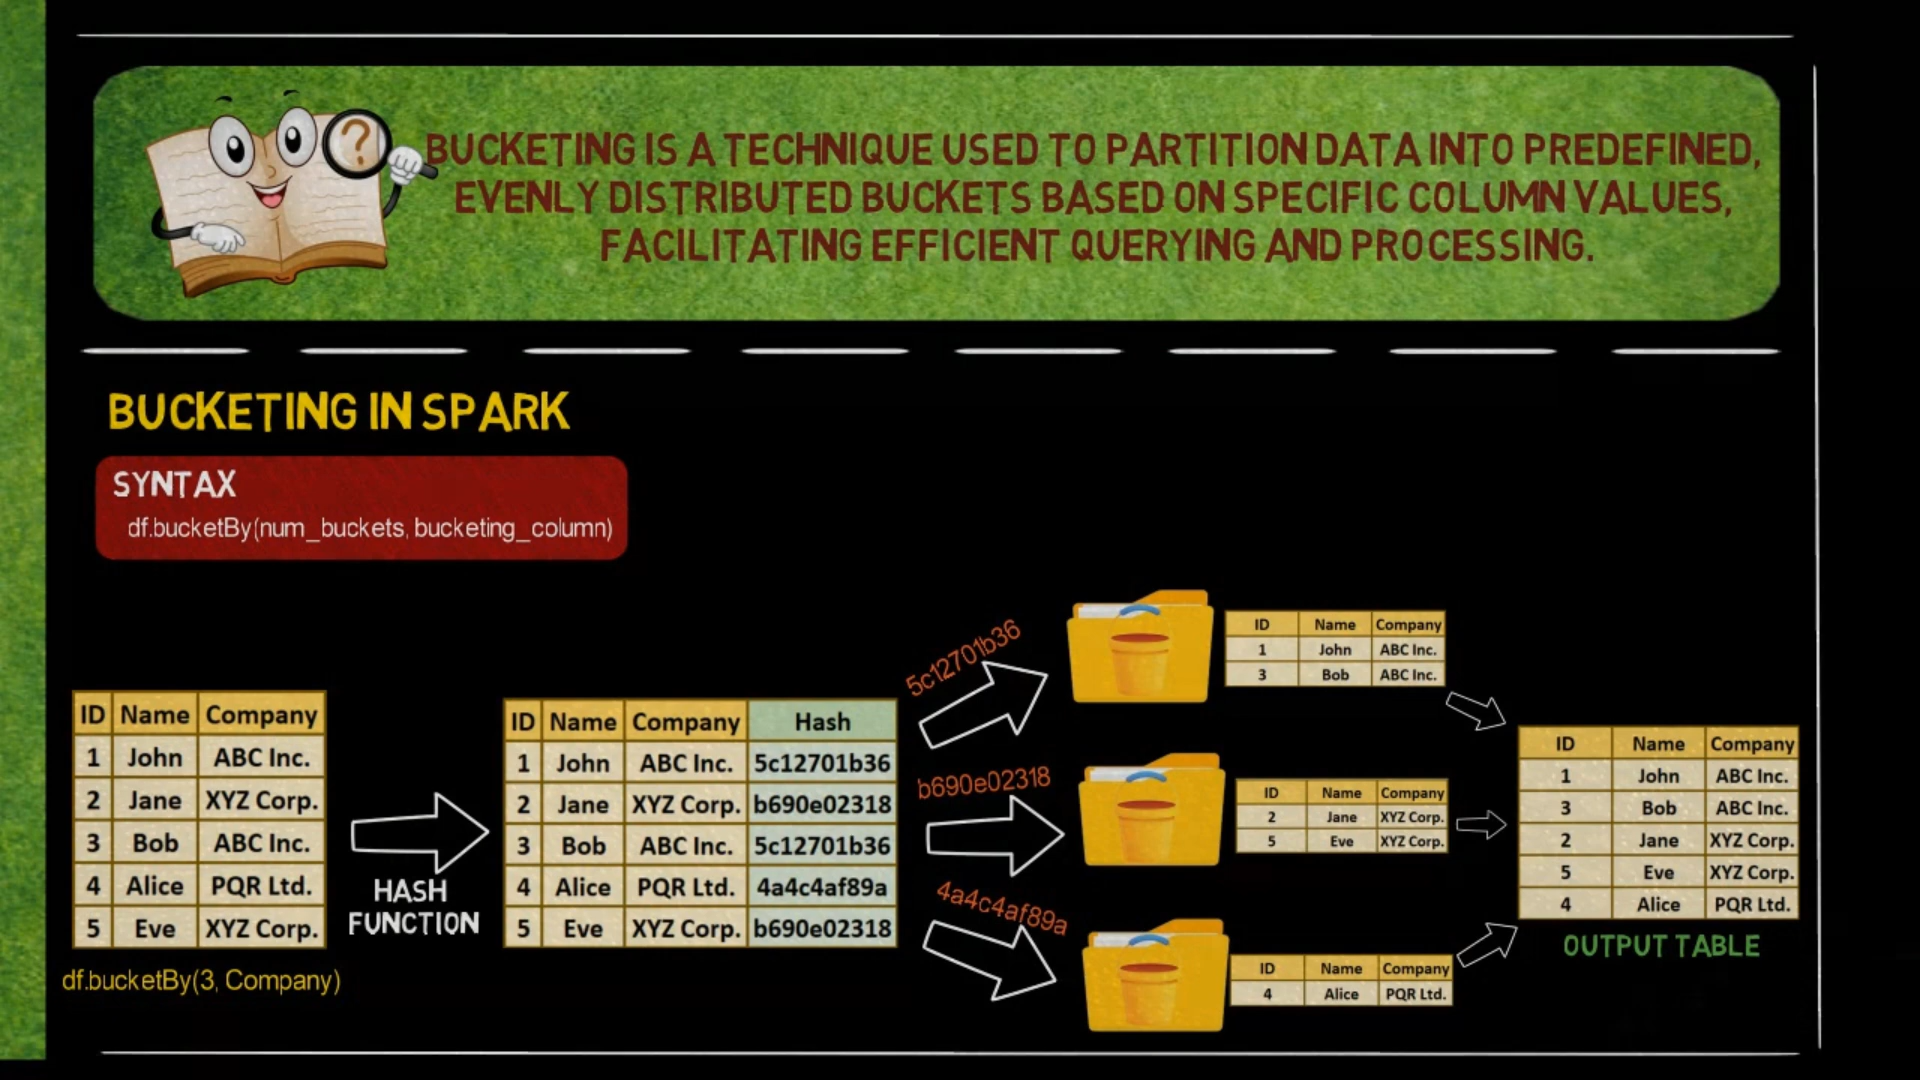 ?
BUCKETING IS A TECHNIQUE USED TO PARTITION DATA INTO PREDEFINED,
EVENLY DISTRIBUTED BUCKETS BASED ON SPECIFIC COLUMN VALUES,
FACILITATING EFFICIENT QUERYING AND PROCESSING.
BUCKETING IN SPARK
SYNTAX
df.bucketBy(num_buckets, bucketing_column)
ID Name Company
1 John ABC Inc.
2 Jane XYZ Corp.
3 Bob ABC Inc.
4 Alice PQR Ltd.
5 Eve XYZ Corp.
df.bucketBy(3, Company)
HASH
FUNCTION
ID Name Company Hash
1 John ABC Inc. 5c12701b36
2 Jane XYZ Corp. b690e02318
3 Bob ABC Inc. 5c12701b36
4 Alice PQR Ltd. 4a4c4af89a
5 Eve XYZ Corp. b690e02318
5c12701b36
ID Name Company
1 John ABC Inc.
3 Bob ABC Inc.
b690e02318
ID Name Company
2 Jane XYZ Corp.
5 Eve XYZ Corp.
4a4c4af89a
ID Name Company
4 Alice PQR Ltd.
ID Name Company
1 John ABC Inc.
3 Bob ABC Inc.
2 Jane XYZ Corp.
5 Eve XYZ Corp.
4 Alice PQR Ltd.
OUTPUT TABLE